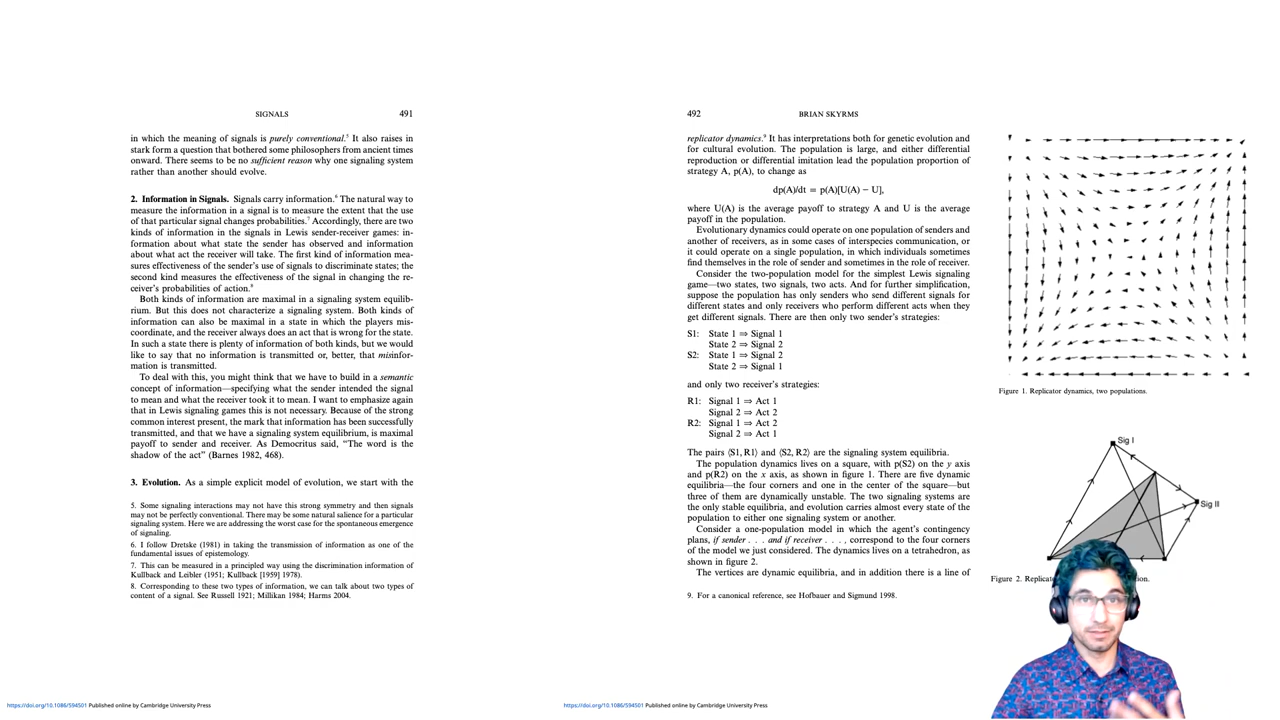 SIGNALS 491
in which the meaning of signals is purely conventional.5 It also raises in
stark form a question that bothered some philosophers from ancient times
onward. There seems to be no sufficient reason why one signaling system
rather than another should evolve.
2. Information in Signals. Signals carry information.6 The natural way to
measure the information in a signal is to measure the extent that the use
of that particular signal changes probabilities.7 Accordingly, there are two
kinds of information in the signals in Lewis sender-receiver games: in-
formation about what state the sender has observed and information
about what act the receiver will take. The first kind of information mea-
sures effectiveness of the sender's use of signals to discriminate states; the
second kind measures the effectiveness of the signal in changing the re-
ceiver's probabilities of action.8
Both kinds of information are maximal in a signaling system equilib-
rium. But this does not characterize a signaling system. Both kinds of
information can also be maximal in a state in which the players mis-
coordinate, and the receiver always does an act that is wrong for the state.
In such a state there is plenty of information of both kinds, but we would
like to say that no information is transmitted or, better, that misinfor-
mation is transmitted.
To deal with this, you might think that we have to build in a semantic
concept of information—specifying what the sender intended the signal
to mean and what the receiver took it to mean. I want to emphasize again
that in Lewis signaling games this is not necessary. Because of the strong
common interest present, the mark that information has been successfully
transmitted, and that we have a signaling system equilibrium, is maximal
payoff to sender and receiver. As Democritus said, “The word is the
shadow of the act” (Barnes 1982, 468).
3. Evolution. As a simple explicit model of evolution, we start with the
5. Some signaling interactions may not have this strong symmetry and then signals
may not be perfectly conventional. There may be some natural salience for a particular
signaling system. Here we are addressing the worst case for the spontaneous emergence
of signaling.
6. I follow Dretske (1981) in taking the transmission of information as one of the
fundamental issues of epistemology.
7. This can be measured in a principled way using the discrimination information of
Kullback and Leibler (1951; Kullback [1959] 1978).
8. Corresponding to these two types of information, we can talk about two types of
content of a signal. See Russell 1921; Millikan 1984; Harms 2004.
https://doi.org/10.1086/594501 Published online by Cambridge University Press
492 BRIAN SKYRMS
replicator dynamics.9 It has interpretations both for genetic evolution and
for cultural evolution. The population is large, and either differential
reproduction or differential imitation lead the population proportion of
strategy A, p(A), to change as
dp(A)/dt = p(A)[U(A) − U],
where U(A) is the average payoff to strategy A and U is the average
payoff in the population.
Evolutionary dynamics could operate on one population of senders and
another of receivers, as in some cases of interspecies communication, or
it could operate on a single population, in which individuals sometimes
find themselves in the role of sender and sometimes in the role of receiver.
Consider the two-population model for the simplest Lewis signaling
game—two states, two signals, two acts. And for further simplification,
suppose the population has only senders who send different signals for
different states and only receivers who perform different acts when they
get different signals. There are then only two sender's strategies:
S1: State 1 ⇒ Signal 1
State 2 ⇒ Signal 2
S2: State 1 ⇒ Signal 2
State 2 ⇒ Signal 1
and only two receiver's strategies:
R1: Signal 1 ⇒ Act 1
Signal 2 ⇒ Act 2
R2: Signal 1 ⇒ Act 2
Signal 2 ⇒ Act 1
The pairs ⟨S1, R1⟩ and ⟨S2, R2⟩ are the signaling system equilibria.
The population dynamics lives on a square, with p(S2) on the y axis
and p(R2) on the x axis, as shown in figure 1. There are five dynamic
equilibria—the four corners and one in the center of the square—but
three of them are dynamically unstable. The two signaling systems are
the only stable equilibria, and evolution carries almost every state of the
population to either one signaling system or another.
Consider a one-population model in which the agent's contingency
plans, if sender . . . and if receiver . . . , correspond to the four corners
of the model we just considered. The dynamics lives on a tetrahedron, as
shown in figure 2.
The vertices are dynamic equilibria, and in addition there is a line of
9. For a canonical reference, see Hofbauer and Sigmund 1998.
https://doi.org/10.1086/594501 Published online by Cambridge University Press
Figure 1. Replicator dynamics, two populations.
Sig I
Sig II
Figure 2.